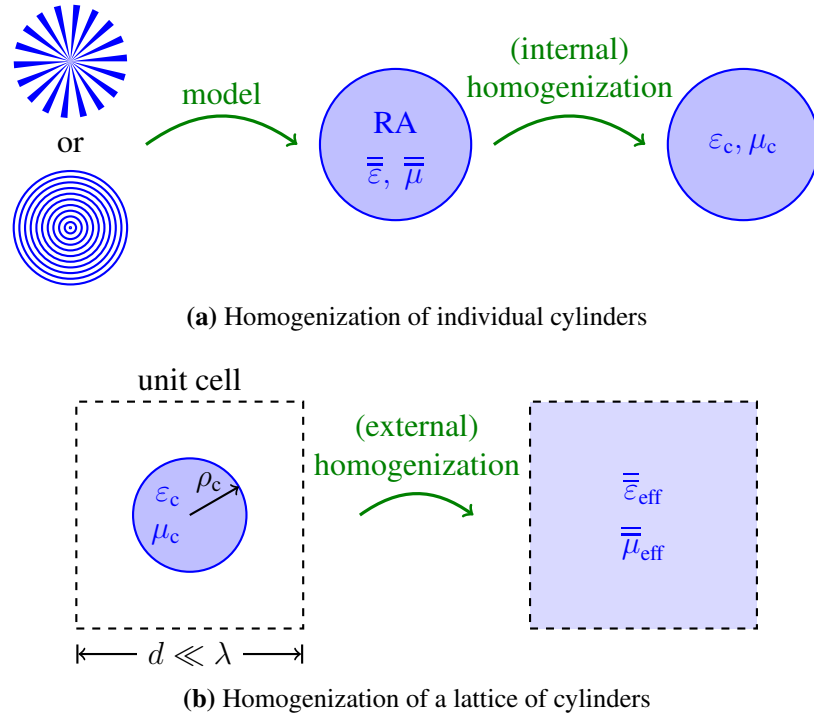 or
model
RA
ε̿, μ̿
(internal)
homogenization
ε_c, μ_c
(a) Homogenization of individual cylinders
unit cell
ε_c
ρ_c
μ_c
d ≪ λ
(external)
homogenization
ε̿_eff
μ̿_eff
(b) Homogenization of a lattice of cylinders